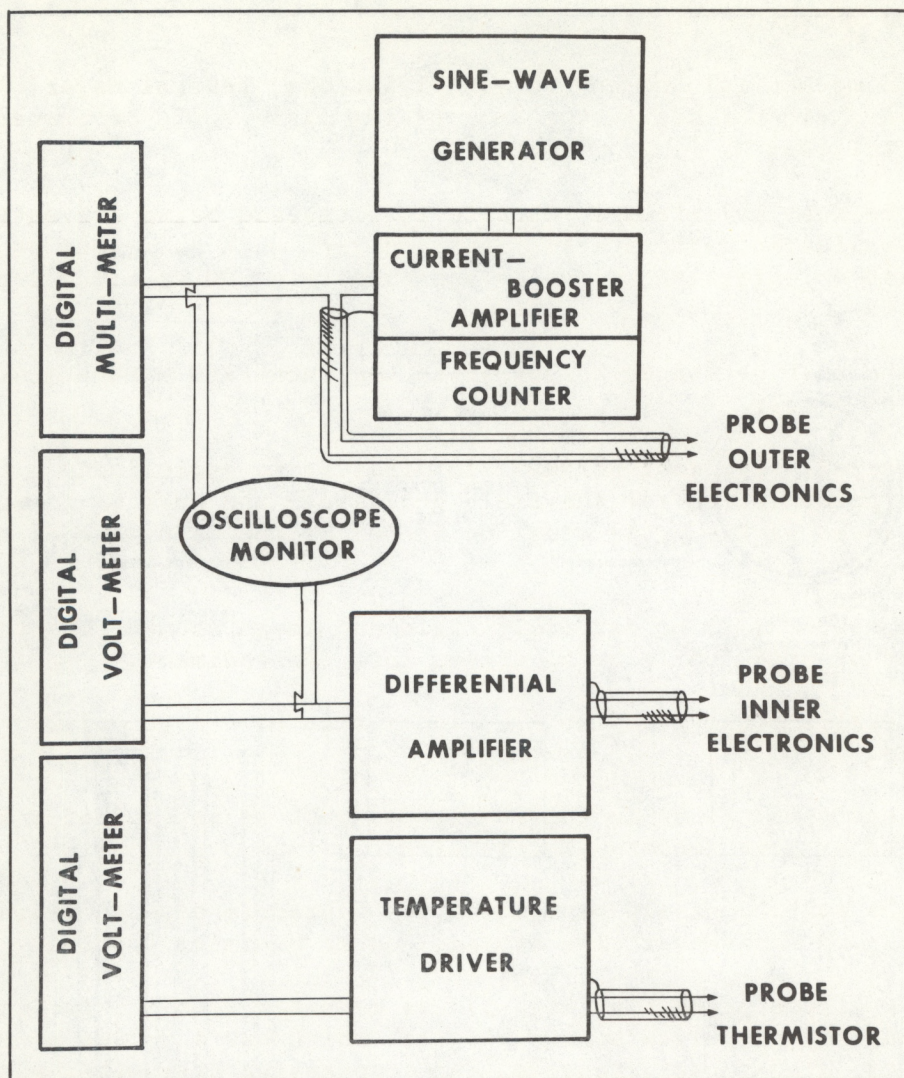 SINE—WAVE
GENERATOR
DIGITAL
MULTI—METER
CURRENT—
BOOSTER
AMPLIFIER
FREQUENCY
COUNTER
PROBE
OUTER
ELECTRONICS
OSCILLOSCOPE
MONITOR
DIGITAL
VOLT—METER
DIFFERENTIAL
AMPLIFIER
PROBE
INNER
ELECTRONICS
DIGITAL
VOLT—METER
TEMPERATURE
DRIVER
PROBE
THERMISTOR